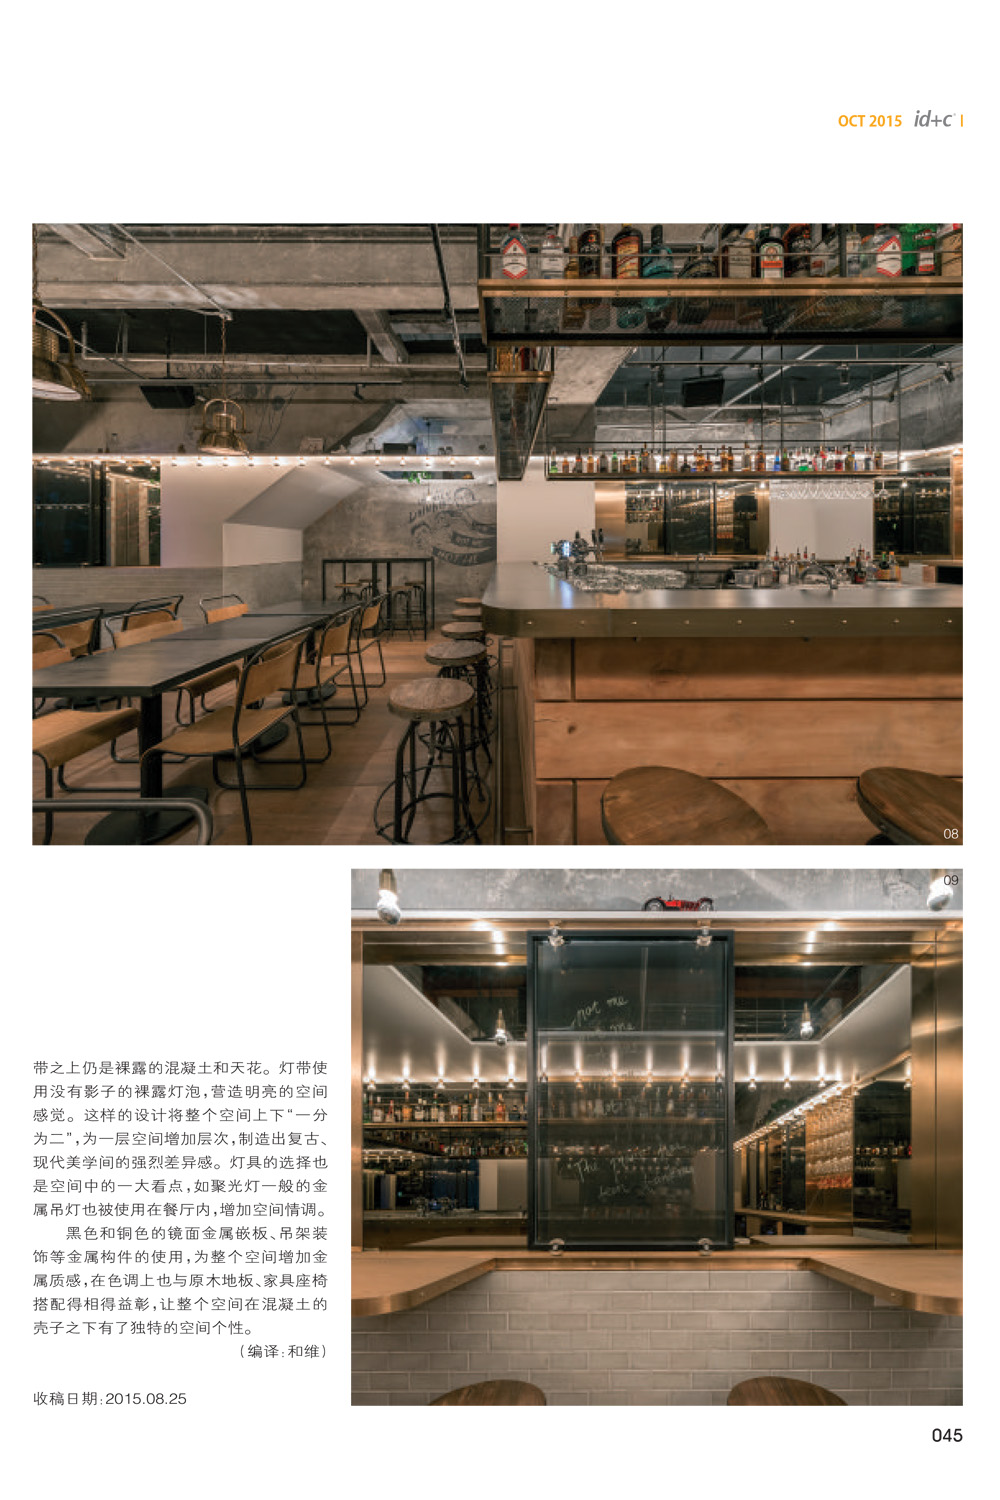 OCT 2015 id+c
08
09
not me
带之上仍是裸露的混凝土和天花。灯带使
用没有影子的裸露灯泡,营造明亮的空间
感觉。这样的设计将整个空间上下“一分
为二”,为一层空间增加层次,制造出复古、
现代美学间的强烈差异感。灯具的选择也
是空间中的一大看点,如聚光灯一般的金
属吊灯也被使用在餐厅内,增加空间情调。
黑色和铜色的镜面金属嵌板、吊架装
饰等金属构件的使用,为整个空间增加金
属质感,在色调上也与原木地板、家具座椅
搭配得相得益彰,让整个空间在混凝土的
壳子之下有了独特的空间个性。
(编译:和维)
收稿日期:2015.08.25
045